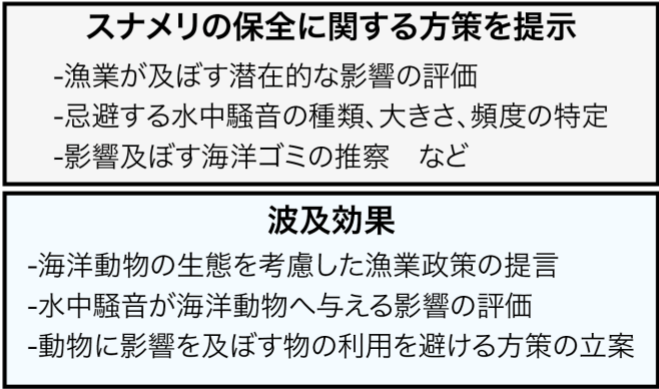 スナメリの保全に関する方策を提示
-漁業が及ぼす潜在的な影響の評価
-忌避する水中騒音の種類、大きさ、頻度の特定
-影響及ぼす海洋ゴミの推察　など
波及効果
-海洋動物の生態を考慮した漁業政策の提言
-水中騒音が海洋動物へ与える影響の評価
-動物に影響を及ぼす物の利用を避ける方策の立案